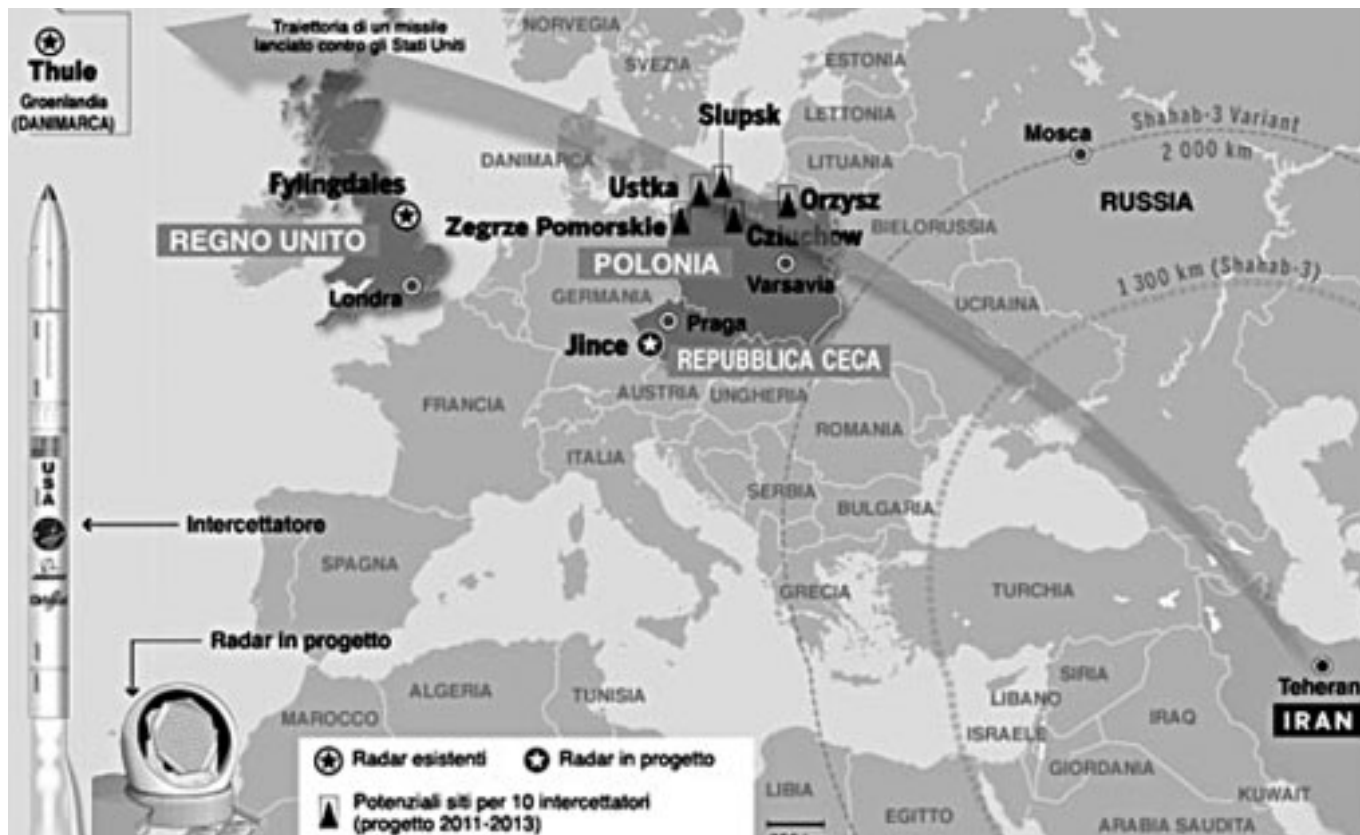 Thule
Groenlandia
(DANIMARCA)
Traiettoria di un missile
lanciato contro gli Stati Uniti
NORVEGIA
SVEZIA
ESTONIA
LETTONIA
LITUANIA
DANIMARCA
Slupsk
Ustka
Orzysz
Zegrze Pomorskie
Cziuchow
BIELORUSSIA
Mosca
Shahab-3 Variant
2 000 km
RUSSIA
1 300 km (Shahab-3)
Fylingdales
REGNO UNITO
Londra
POLONIA
Varsavia
GERMANIA
UCRAINA
Praga
Jince
REPUBBLICA CECA
AUSTRIA
UNGHERIA
FRANCIA
ROMANIA
ITALIA
SERBIA
BULGARIA
USA
Intercettatore
SPAGNA
GRECIA
TURCHIA
Radar in progetto
ALGERIA
TUNISIA
MAROCCO
SIRIA
LIBANO
ISRAELE
IRAQ
Teheran
IRAN
GIORDANIA
KUWAIT
LIBIA
EGITTO
ARABIA SAUDITA
Radar esistenti
Radar in progetto
Potenziali siti per 10 intercettatori
(progetto 2011-2013)